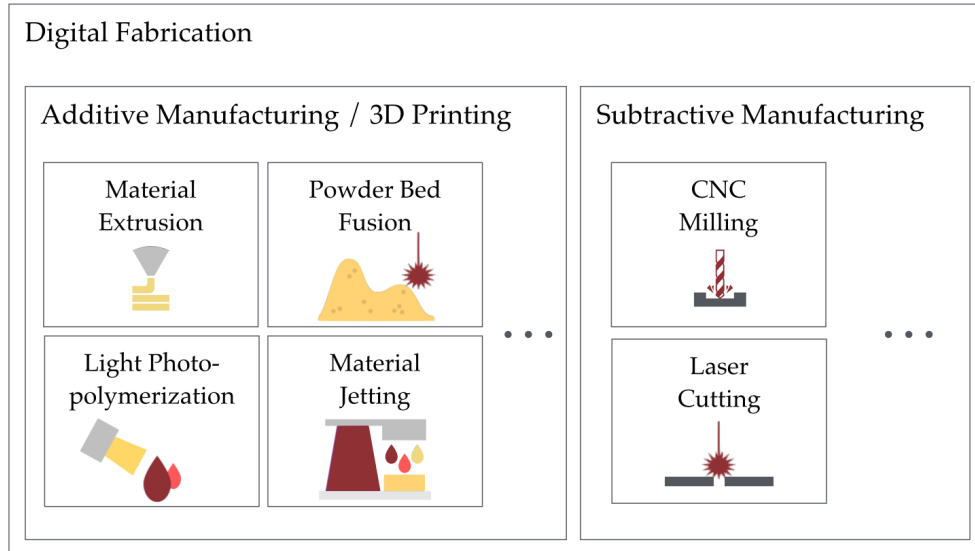 Digital Fabrication
Additive Manufacturing / 3D Printing
Material
Extrusion
Powder Bed
Fusion
Light Photo-
polymerization
Material
Jetting
...
Subtractive Manufacturing
CNC
Milling
Laser
Cutting
...